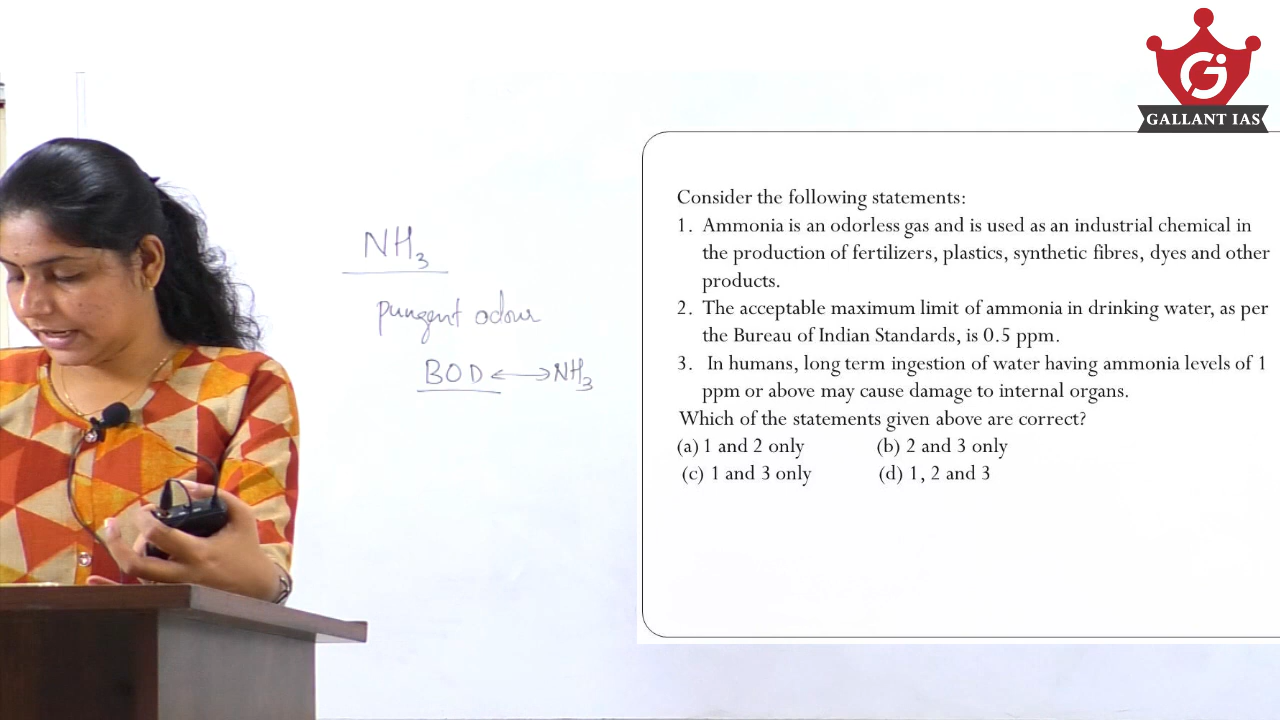 GALLANT IAS
NH3
pungent odour
BOD ⟷ NH3
Consider the following statements:
1. Ammonia is an odorless gas and is used as an industrial chemical in
the production of fertilizers, plastics, synthetic fibres, dyes and other
products.
2. The acceptable maximum limit of ammonia in drinking water, as per
the Bureau of Indian Standards, is 0.5 ppm.
3. In humans, long term ingestion of water having ammonia levels of 1
ppm or above may cause damage to internal organs.
Which of the statements given above are correct?
(a) 1 and 2 only (b) 2 and 3 only
(c) 1 and 3 only (d) 1, 2 and 3